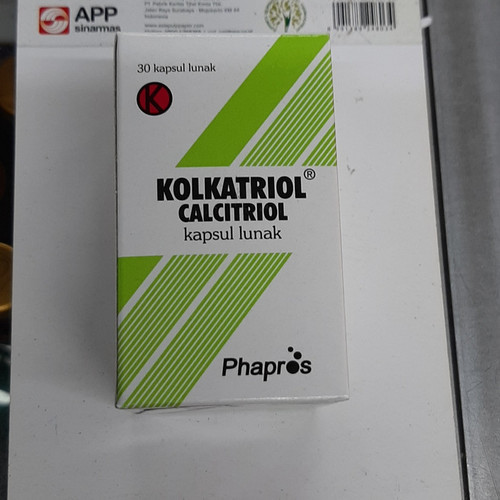 APP
sinarmas
30 kapsul lunak
K
KOLKATRIOL®
CALCITRIOL
kapsul lunak
Phapros